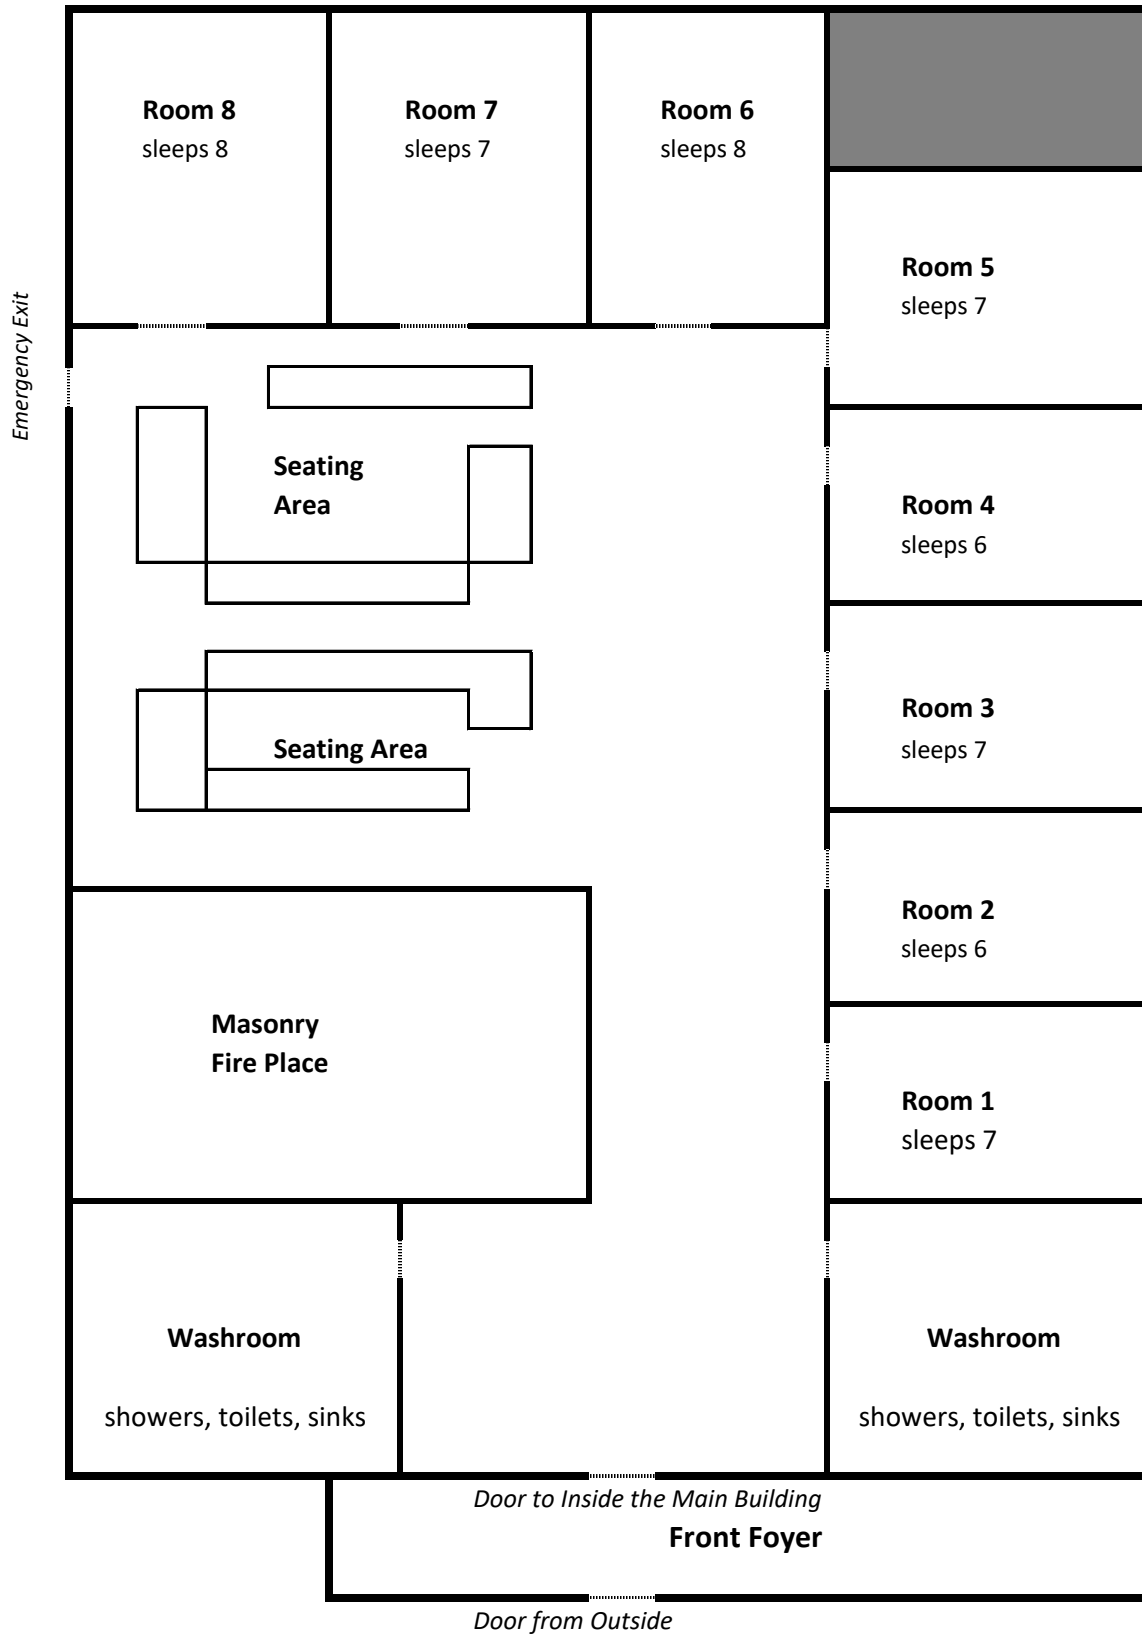 Room 8
sleeps 8
Room 7
sleeps 7
Room 6
sleeps 8
Room 5
sleeps 7
Emergency Exit
Seating
Area
Room 4
sleeps 6
Room 3
sleeps 7
Seating Area
Room 2
sleeps 6
Masonry
Fire Place
Room 1
sleeps 7
Washroom
showers, toilets, sinks
Washroom
showers, toilets, sinks
Door to Inside the Main Building
Front Foyer
Door from Outside